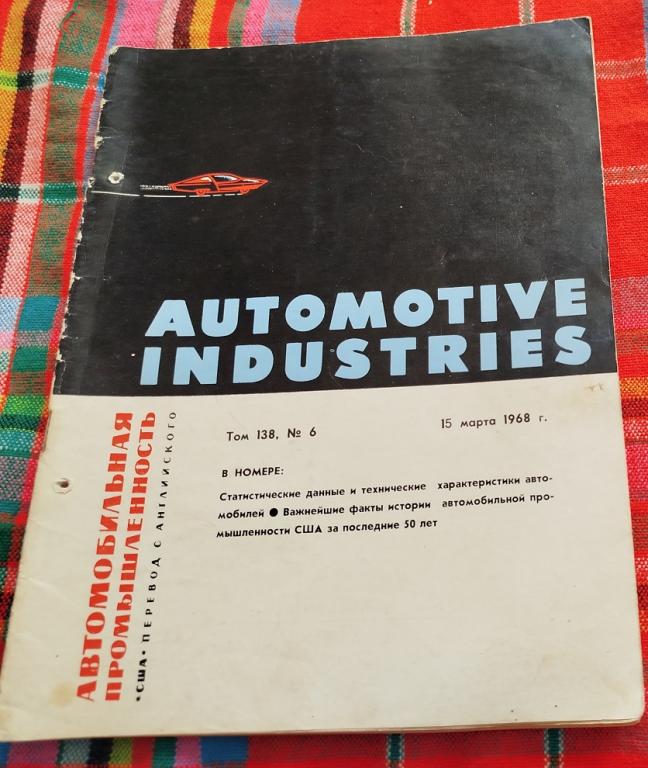 AUTOMOTIVE
INDUSTRIES
Том 138, № 6
15 марта 1968 г.
В НОМЕРЕ:
Статистические данные и технические характеристики авто-
мобилей ● Важнейшие факты истории автомобильной про-
мышленности США за последние 50 лет
АВТОМОБИЛЬНАЯ
ПРОМЫШЛЕННОСТЬ
•США• ПЕРЕВОД С АНГЛИЙСКОГО